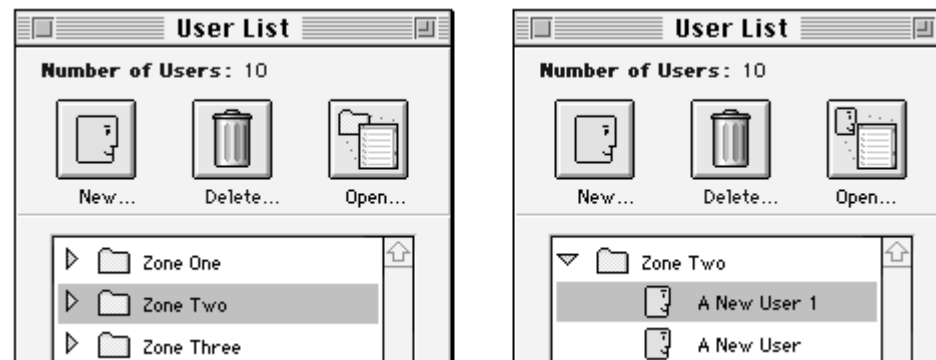 User List
Number of Users: 10
New...
Delete...
Open...
Zone One
Zone Two
Zone Three
User List
Number of Users: 10
New...
Delete...
Open...
Zone Two
A New User 1
A New User